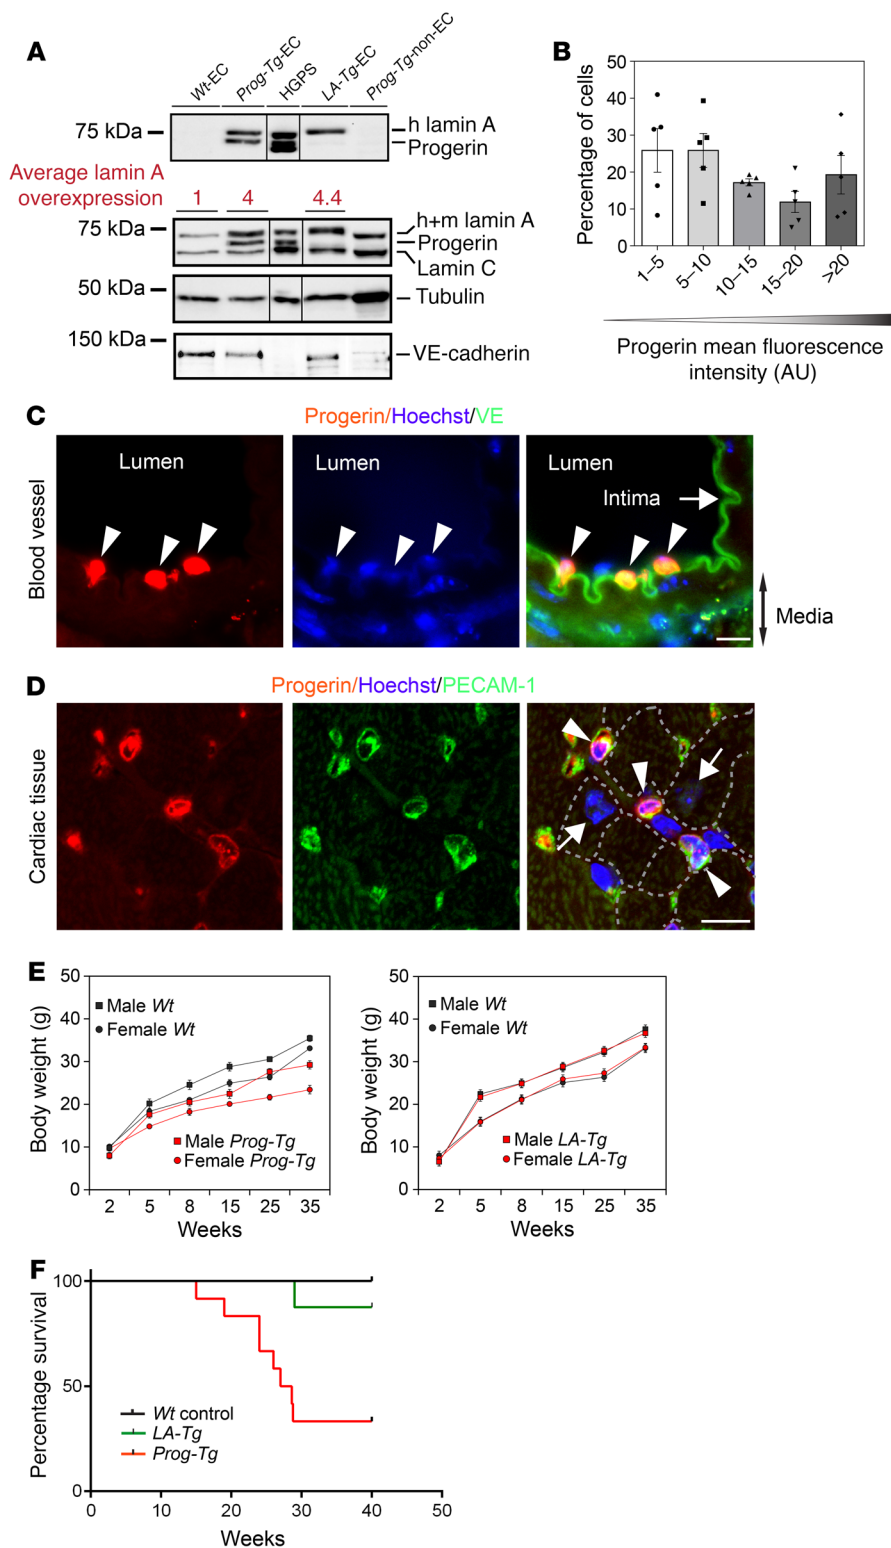 A
Wt-EC
Prog-Tg-EC
HGPS
LA-Tg-EC
Prog-Tg-non-EC
75 kDa
h lamin A
Progerin
Average lamin A
overexpression
1
4
4.4
75 kDa
h+m lamin A
Progerin
Lamin C
50 kDa
Tubulin
150 kDa
VE-cadherin
B
Percentage of cells
50
40
30
20
10
0
1–5
5–10
10–15
15–20
>20
Progerin mean fluorescence
intensity (AU)
C
Progerin/Hoechst/VE
Blood vessel
Lumen
Lumen
Lumen
Intima
Media
D
Progerin/Hoechst/PECAM-1
Cardiac tissue
E
Body weight (g)
50
40
30
20
10
0
Male Wt
Female Wt
Male Prog-Tg
Female Prog-Tg
2 5 8 15 25 35
Weeks
Body weight (g)
50
40
30
20
10
0
Male Wt
Female Wt
Male LA-Tg
Female LA-Tg
2 5 8 15 25 35
Weeks
F
Percentage survival
100
50
0
Wt control
LA-Tg
Prog-Tg
0 10 20 30 40 50
Weeks